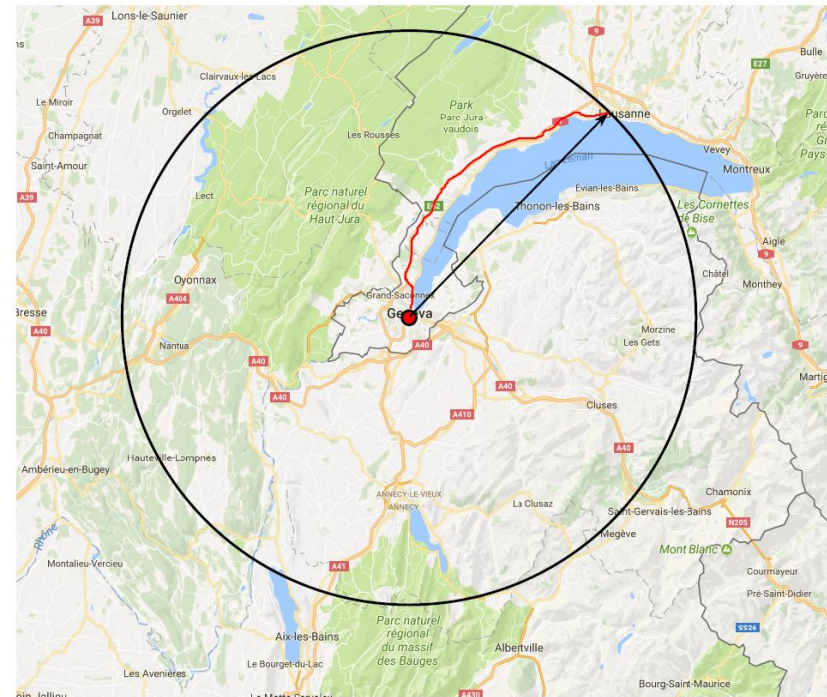 A39
Lons-le-Saunier
9
Bulle
E27
Gruyère
Clairvaux-les-Lacs
Le Miroir
Orgelet
Park
Parc Jura
vaudois
Lausanne
Les Rousses
Champagnat
Saint-Amour
Vevey
Montreux
Lac Léman
Évian-les-Bains
Parc naturel
régional du
Haut-Jura
Lect
A39
Thonon-les-Bains
Les Cornettes
de Bise
Aigle
9
Oyonnax
Châtel
Monthey
A404
Grand-Saconnex
Geneva
Bresse
A40
Morzine
Les Gets
Nantua
A40
A40
9
A40
A40
A410
Cluses
A40
Hauteville-Lompnes
Ambérieu-en-Bugey
ANNECY-LE-VIEUX
ANNECY
La Clusaz
Chamonix
Saint-Gervais-les-Bains
N205
Rhône
Megève
Mont Blanc
Montalieu-Vercieu
A41
Courmayeur
Pré-Saint-Didier
Parc naturel
régional
du massif
des Bauges
SS26
Aix-les-Bains
Albertville
Le Bourget-du-Lac
Les Avenières
A43
Bourg-Saint-Maurice
A430